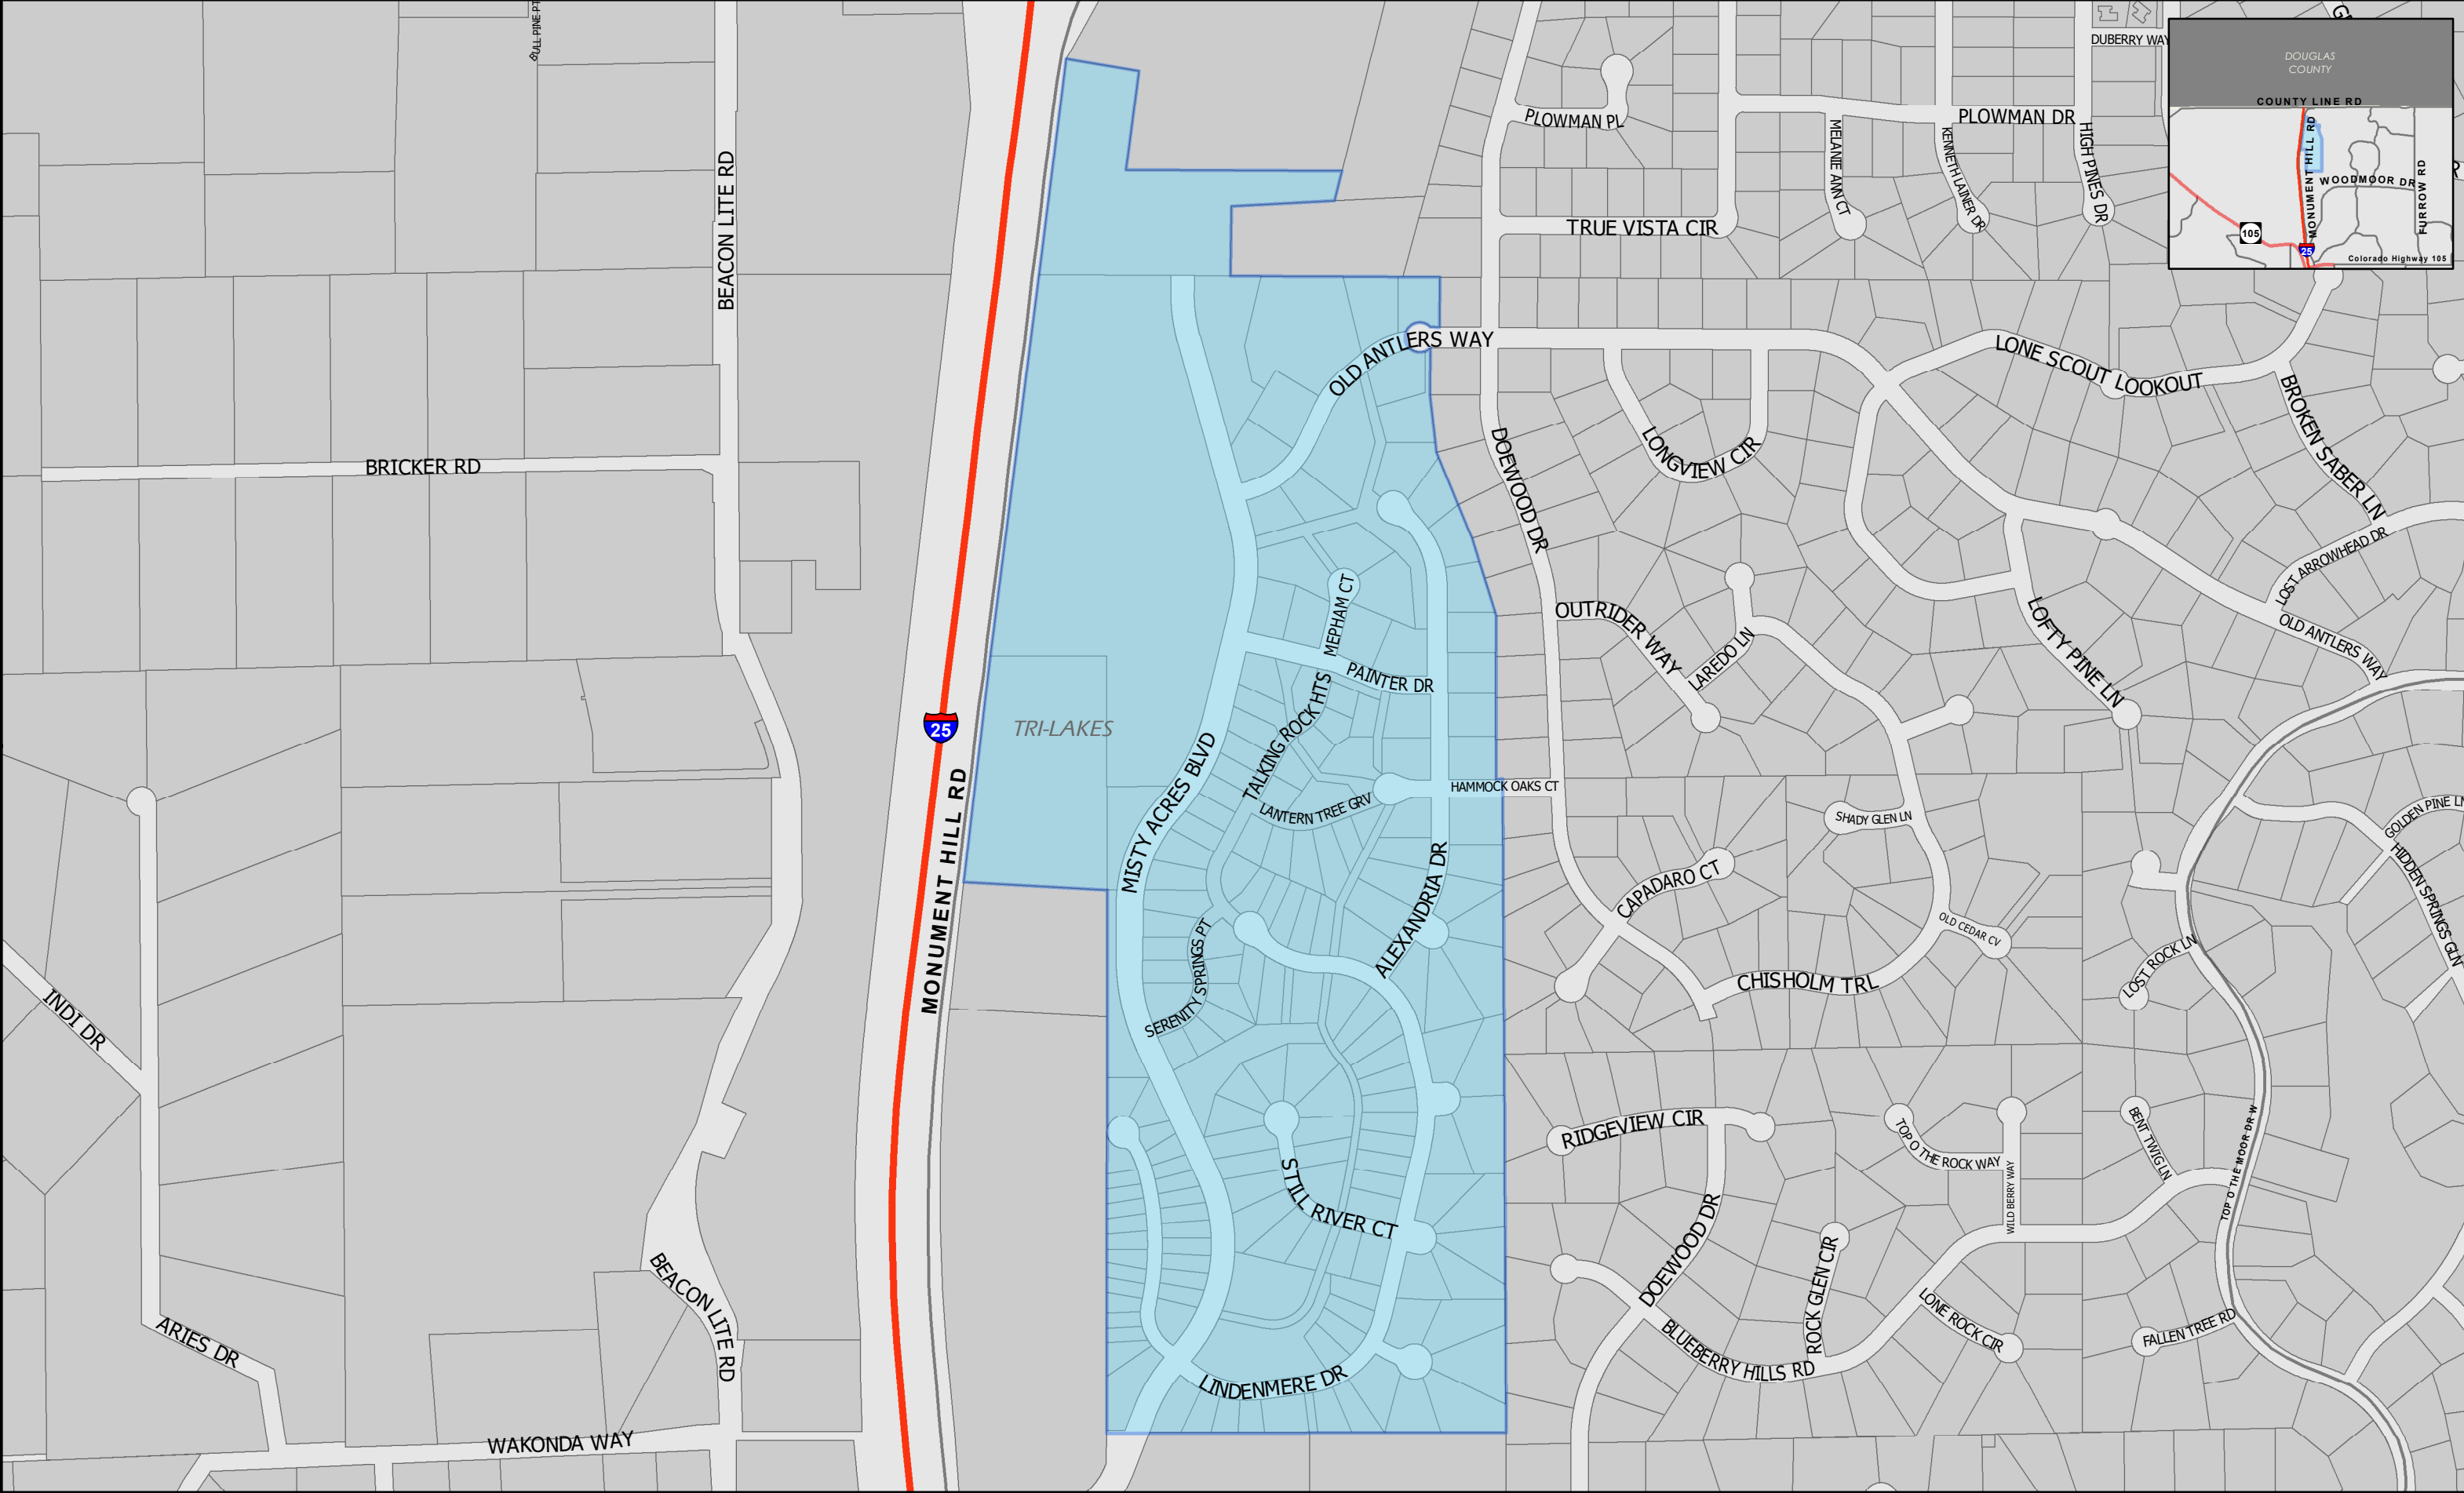 BULL PINE PT
BEACON LITE RD
BRICKER RD
INDI DR
ARIES DR
BEACON LITE RD
WAKONDA WAY
25
MONUMENT HILL RD
TRI-LAKES
OLD ANTLERS WAY
MEPHAM CT
PAINTER DR
TALKING ROCK HTS
MISTY ACRES BLVD
LANTERN TREE GRV
HAMMOCK OAKS CT
ALEXANDRIA DR
SERENITY SPRINGS PT
STILL RIVER CT
LINDENMERE DR
PLOWMAN PL
PLOWMAN DR
DUBERRY WAY
MELANIE ANN CT
KENNETH LAINER DR
HIGH PINES DR
TRUE VISTA CIR
LONE SCOUT LOOKOUT
BROKEN SABER LN
LONGVIEW CIR
DOEWOOD DR
LOST ARROWHEAD DR
OLD ANTLERS WAY
OUTRIDER WAY
LAREDO LN
LOFTY PINE LN
SHADY GLEN LN
GOLDEN PINE LN
HIDDEN SPRINGS GLN
CAPADARO CT
OLD CEDAR CV
LOST ROCK LN
CHISHOLM TRL
RIDGEVIEW CIR
TOP O THE ROCK WAY
WILD BERRY WAY
BENT TWIG LN
TOP O THE MOOR DR W
DOEWOOD DR
ROCK GLEN CIR
LONE ROCK CIR
BLUEBERRY HILLS RD
FALLEN TREE RD
DOUGLAS
COUNTY
COUNTY LINE RD
MONUMENT HILL RD
WOODMOOR DR
FURROW RD
105
25
Colorado Highway 105